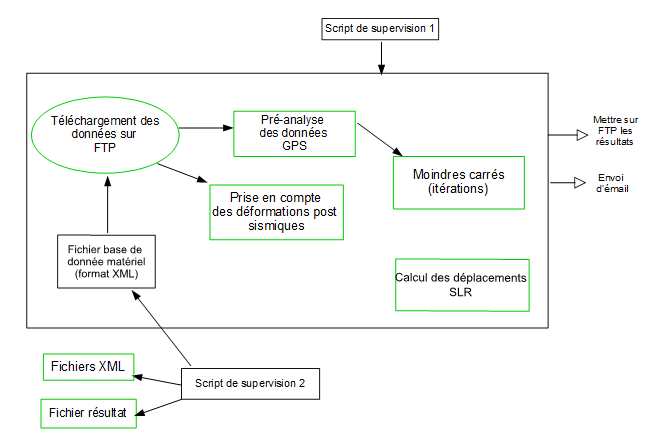 Script de supervision 1
Téléchargement des
données sur
FTP
Pré-analyse
des données
GPS
Mettre sur
FTP les
résultats
Moindres carrés
(itérations)
Envoi
d'émail
Prise en compte
des déformations post
sismiques
Fichier base de
donnée matériel
(format XML)
Calcul des déplacements
SLR
Fichiers XML
Script de supervision 2
Fichier résultat